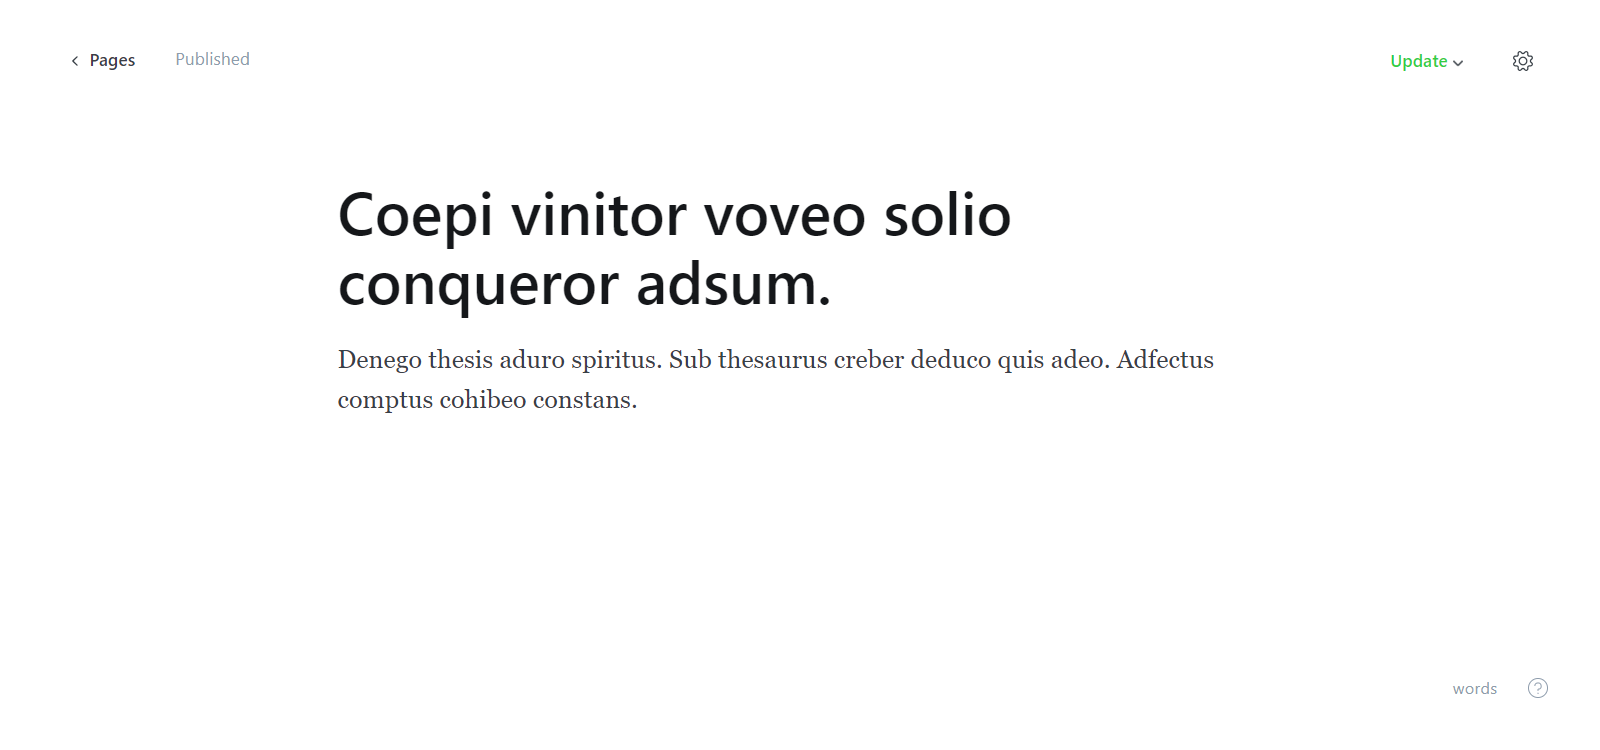 Pages
Published
Update
Coepi vinitor voveo solio
conqueror adsum.
Denego thesis aduro spiritus. Sub thesaurus creber deduco quis adeo. Adfectus
comptus cohibeo constans.
words
?